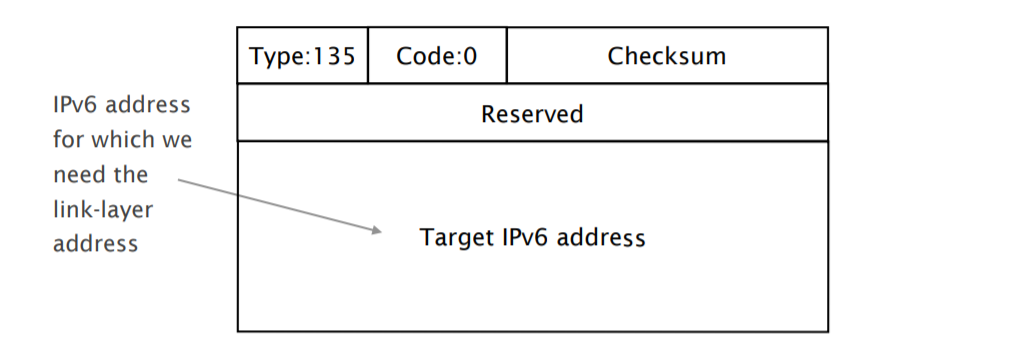 Type:135 Code:0 Checksum
IPv6 address
for which we
need the
link-layer
address
Reserved
Target IPv6 address